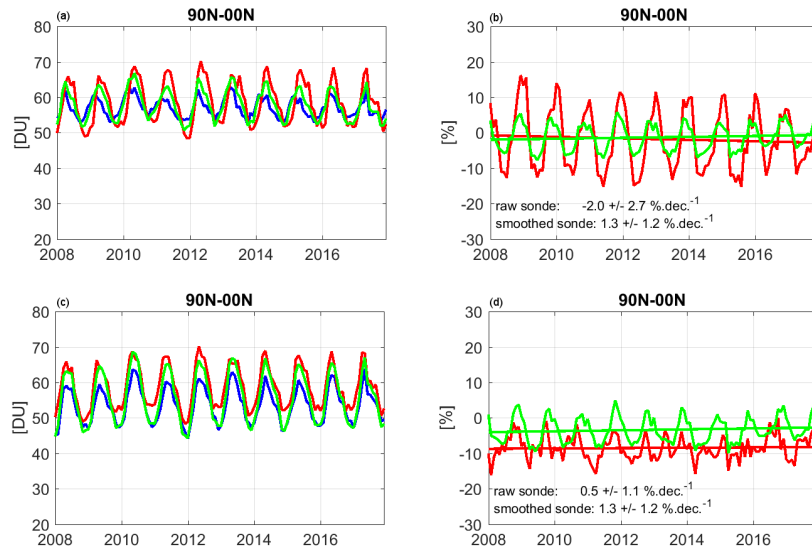 90N-00N
(a)
[DU]
80
70
60
50
40
30
20
2008 2010 2012 2014 2016
90N-00N
(b)
[%]
30
20
10
0
-10
-20
-30
raw sonde: -2.0 +/- 2.7 %.dec.⁻¹
smoothed sonde: 1.3 +/- 1.2 %.dec.⁻¹
2008 2010 2012 2014 2016
90N-00N
(c)
[DU]
80
70
60
50
40
30
20
2008 2010 2012 2014 2016
90N-00N
(d)
[%]
30
20
10
0
-10
-20
-30
raw sonde: 0.5 +/- 1.1 %.dec.⁻¹
smoothed sonde: 1.3 +/- 1.2 %.dec.⁻¹
2008 2010 2012 2014 2016